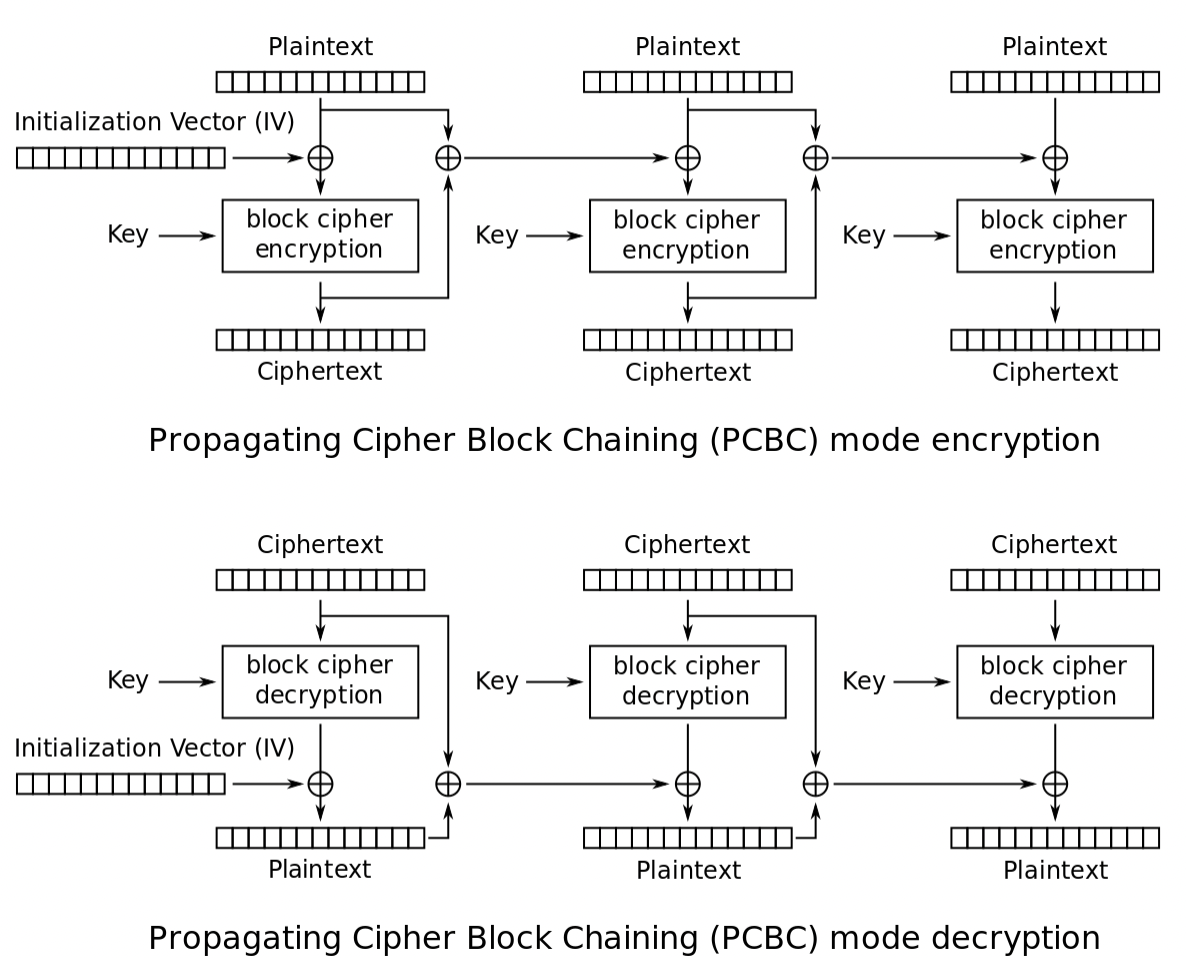 Plaintext
Plaintext
Plaintext
Initialization Vector (IV)
Key
block cipher
encryption
Key
block cipher
encryption
Key
block cipher
encryption
Ciphertext
Ciphertext
Ciphertext
Propagating Cipher Block Chaining (PCBC) mode encryption
Ciphertext
Ciphertext
Ciphertext
Key
block cipher
decryption
Key
block cipher
decryption
Key
block cipher
decryption
Initialization Vector (IV)
Plaintext
Plaintext
Plaintext
Propagating Cipher Block Chaining (PCBC) mode decryption